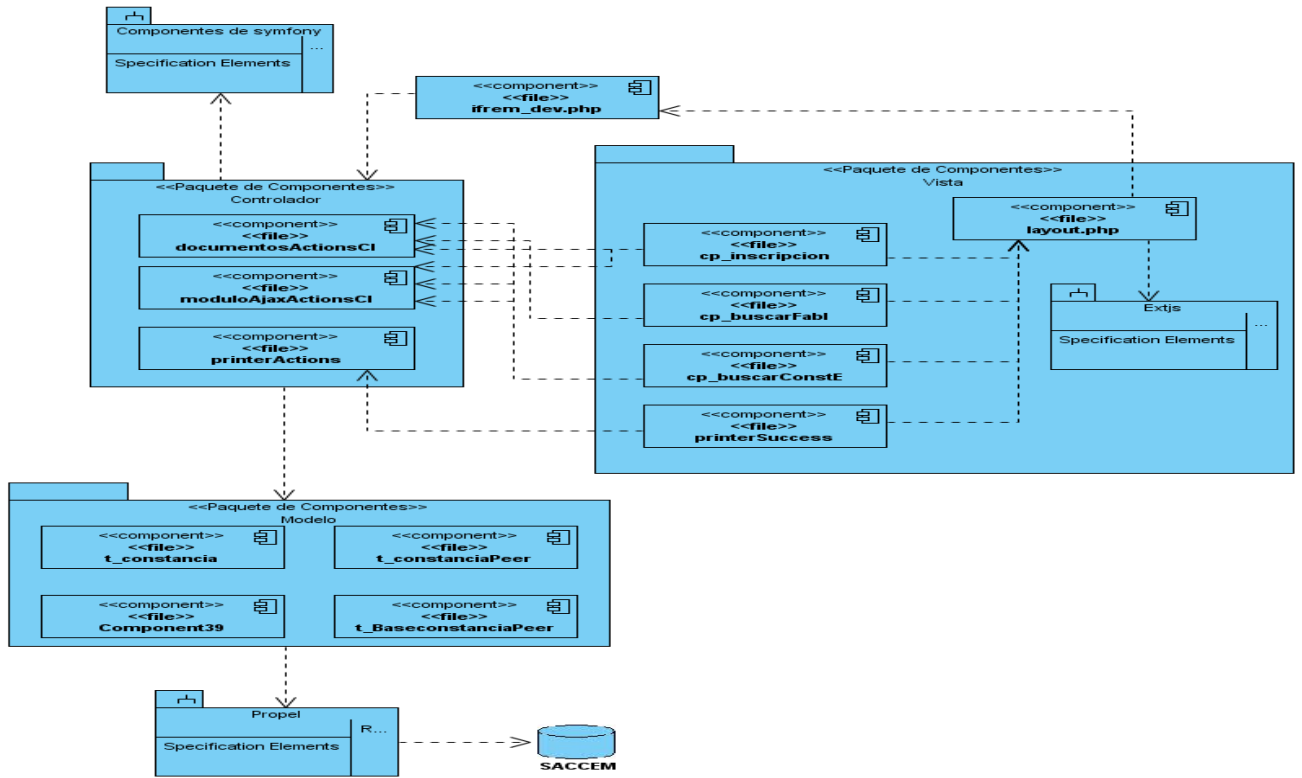 Componentes de symfony
...
Specification Elements
<<component>>
<<file>>
ifrem_dev.php
<<Paquete de Componentes>>
Controlador
<<component>>
<<file>>
documentosActionsCI
<<component>>
<<file>>
moduloAjaxActionsCI
<<component>>
<<file>>
printerActions
<<Paquete de Componentes>>
Vista
<<component>>
<<file>>
layout.php
<<component>>
<<file>>
cp_inscripcion
<<component>>
<<file>>
cp_buscarFabI
<<component>>
<<file>>
cp_buscarConstE
<<component>>
<<file>>
printerSuccess
Extjs
...
Specification Elements
<<Paquete de Componentes>>
Modelo
<<component>>
<<file>>
t_constancia
<<component>>
<<file>>
t_constanciaPeer
<<component>>
<<file>>
Component39
<<component>>
<<file>>
t_BaseconstanciaPeer
Propel
R...
Specification Elements
SACCEM